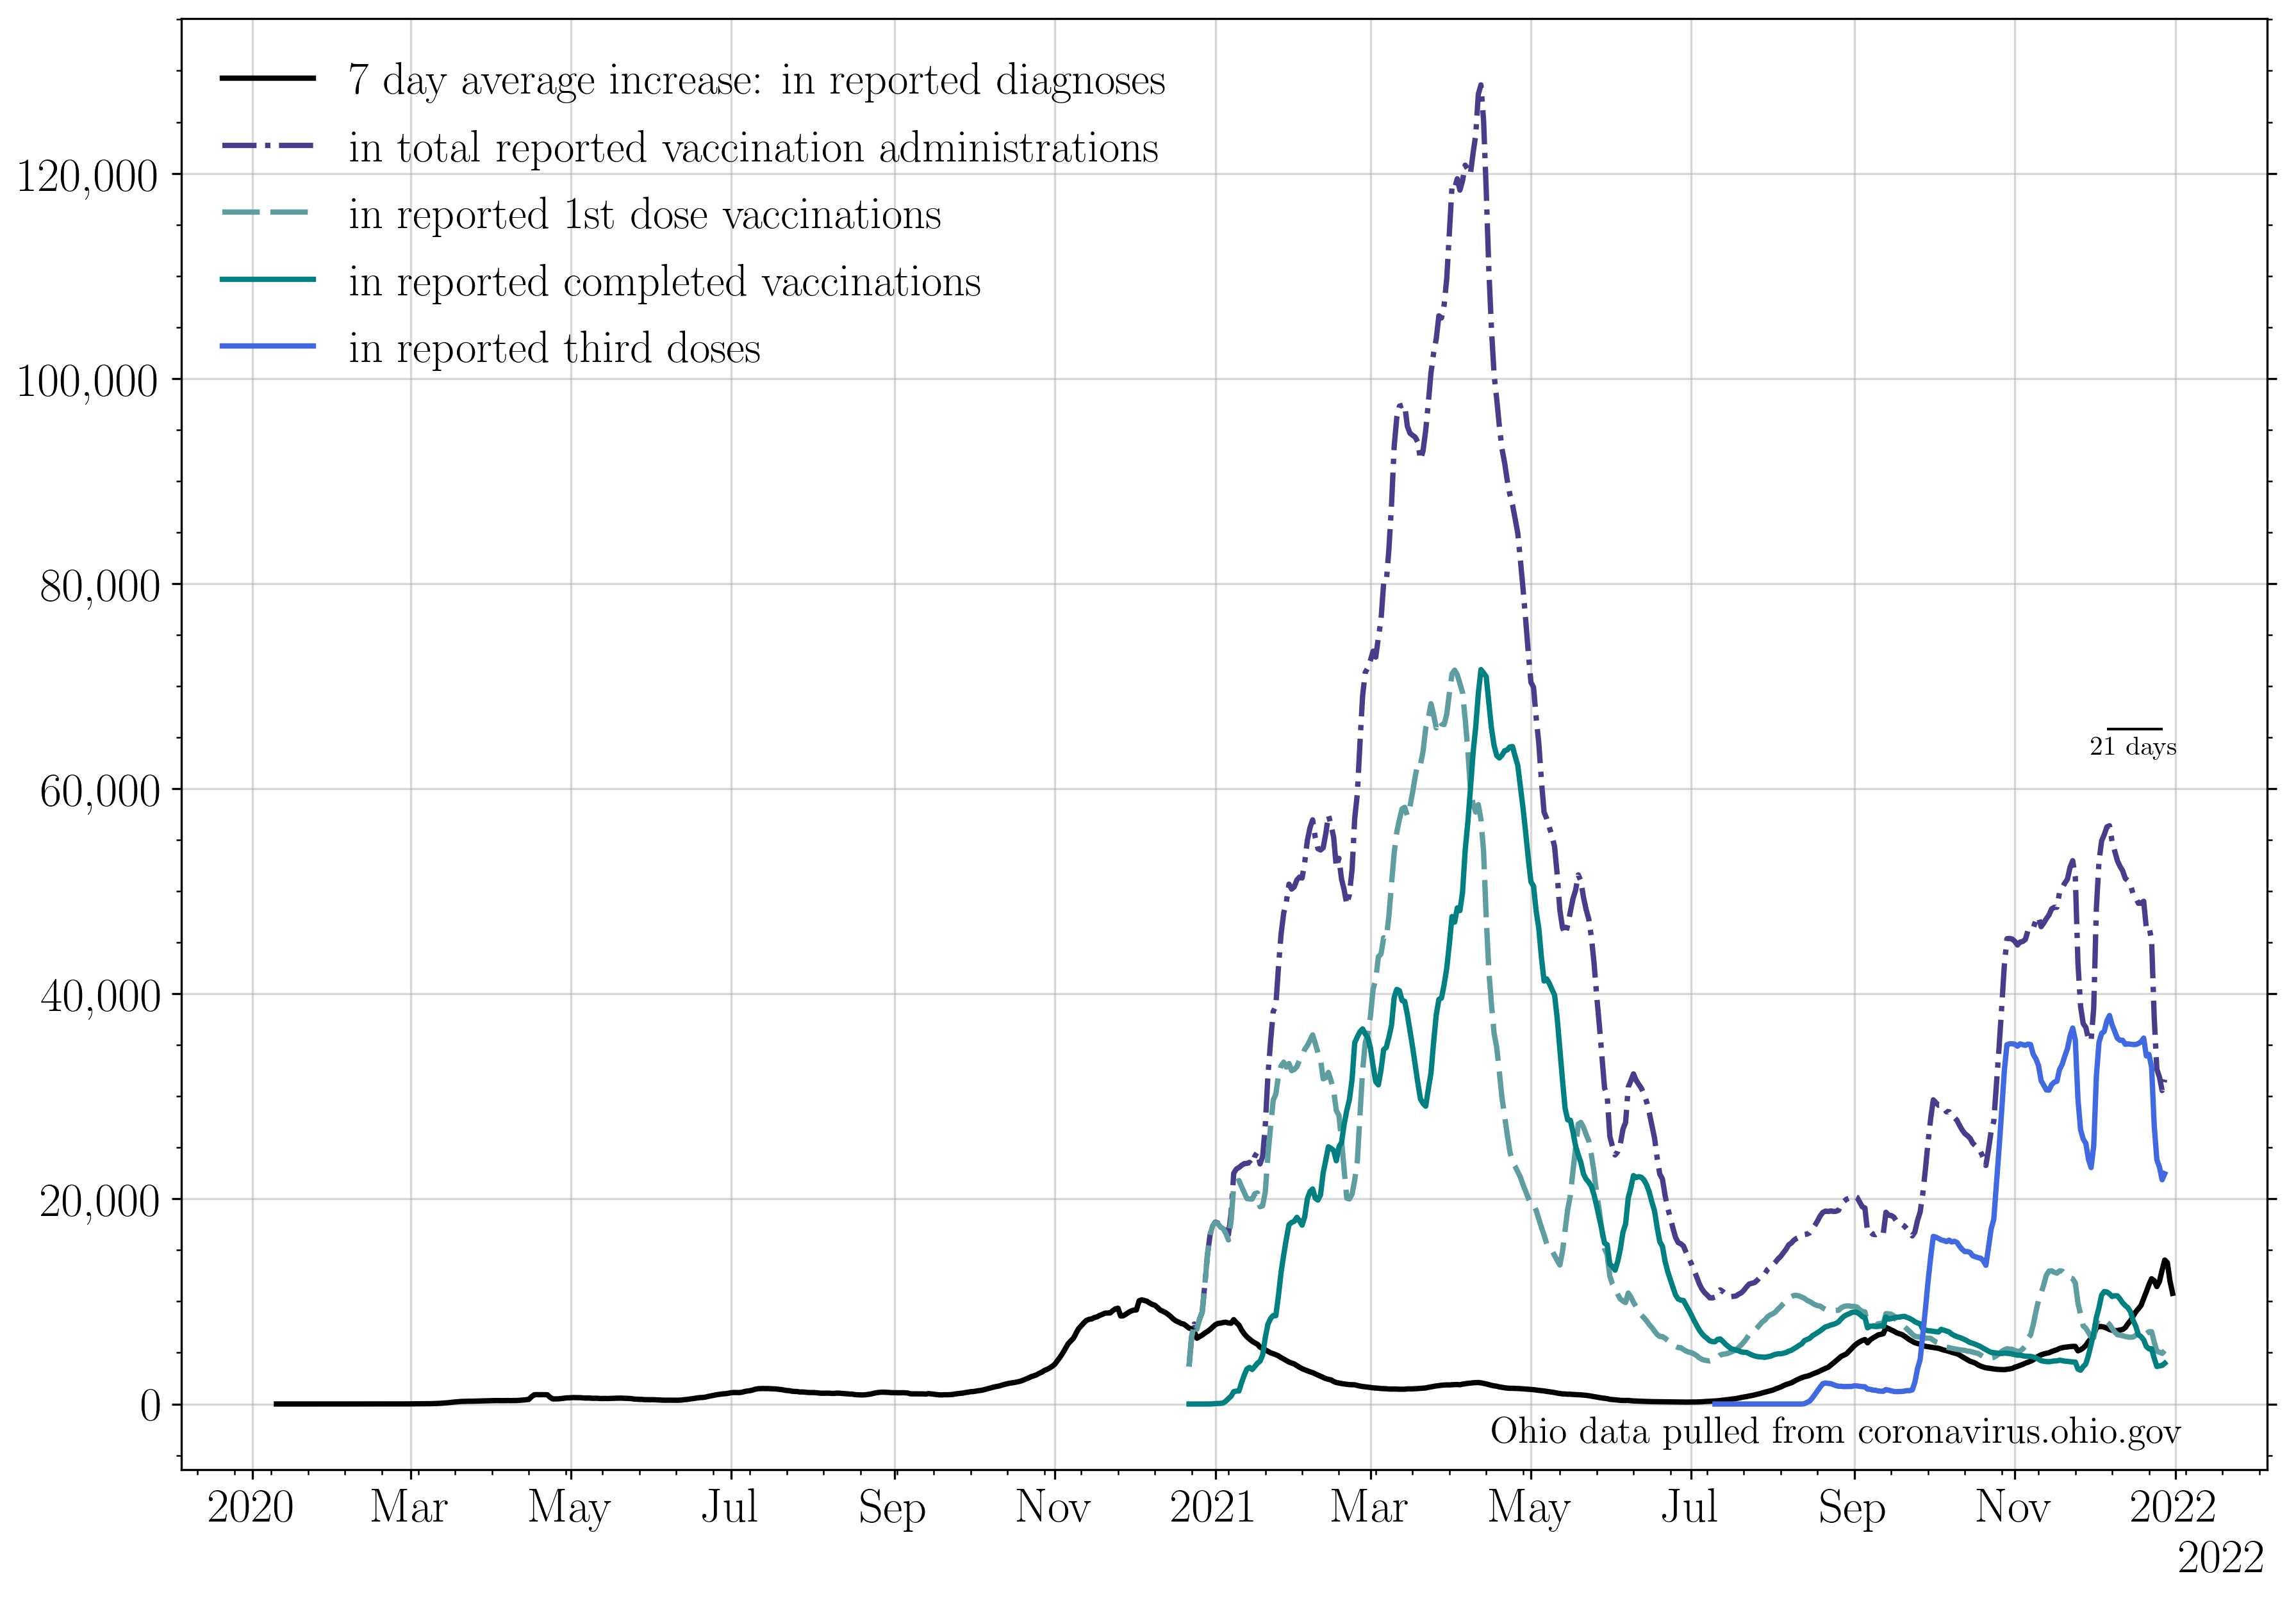 7 day average increase: in reported diagnoses
in total reported vaccination administrations
in reported 1st dose vaccinations
in reported completed vaccinations
in reported third doses
120,000
100,000
80,000
60,000
40,000
20,000
0
21 days
Ohio data pulled from coronavirus.ohio.gov
2020 Mar May Jul Sep Nov 2021 Mar May Jul Sep Nov 2022
2022